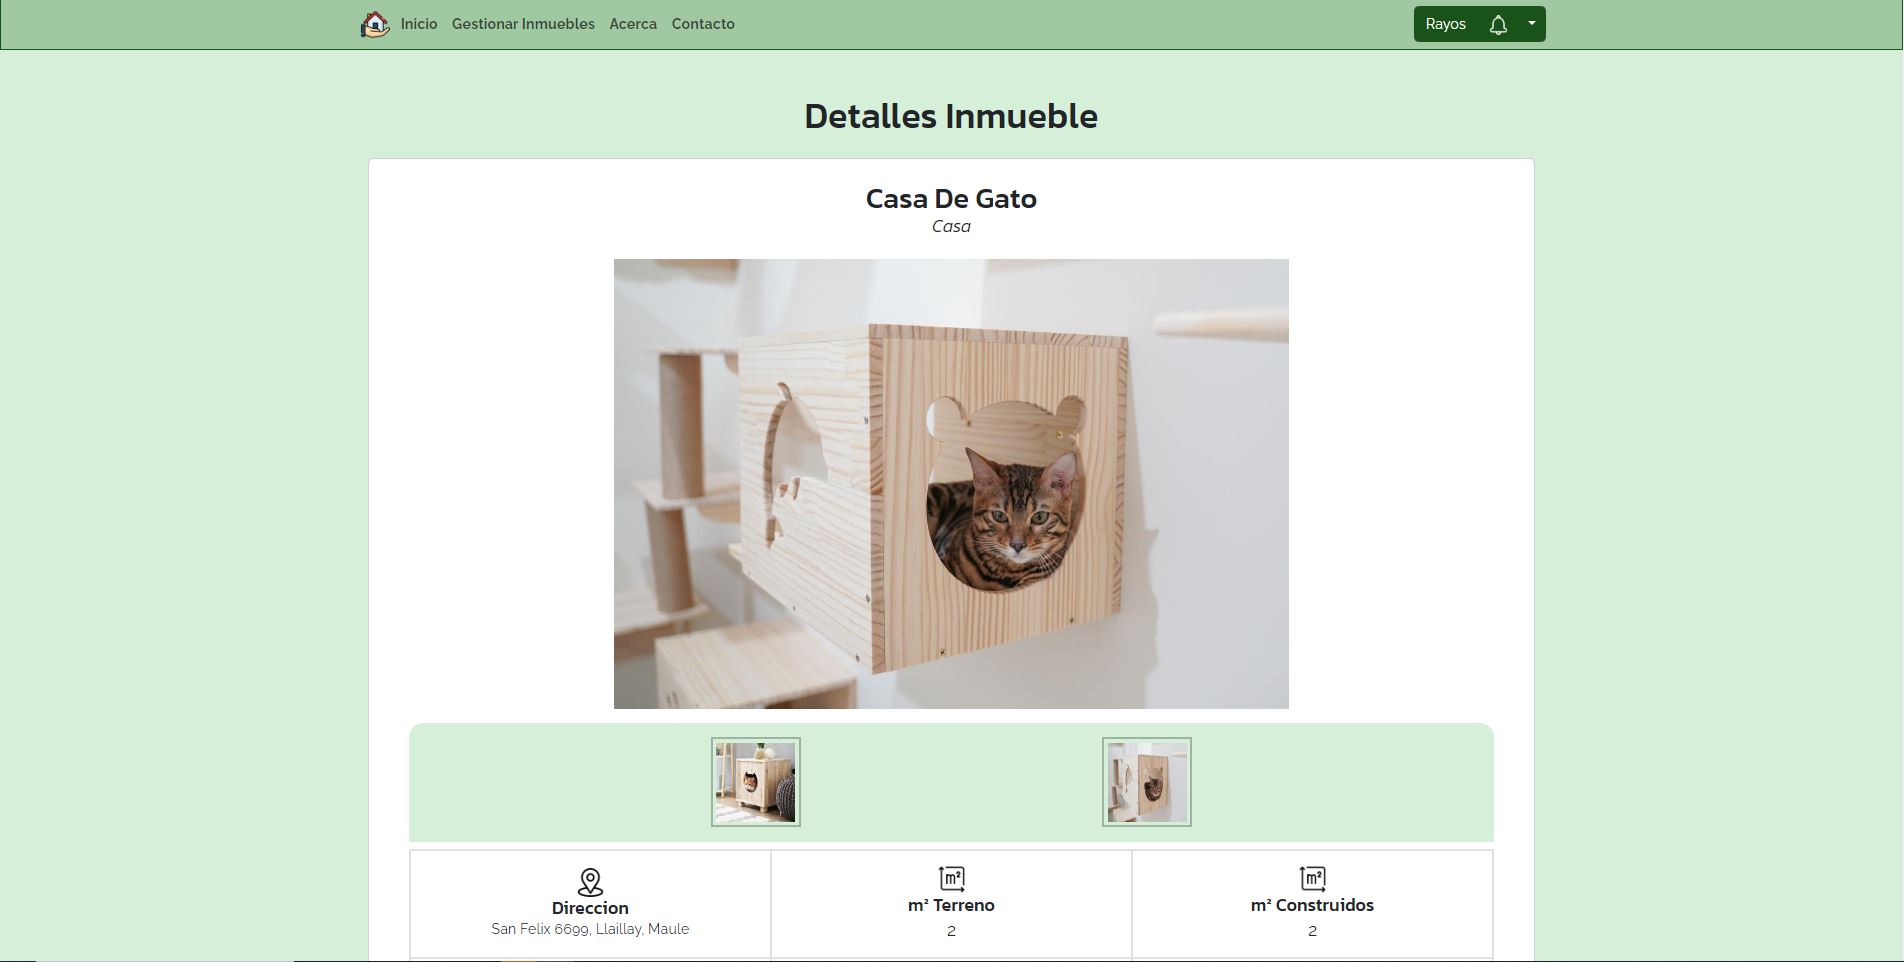 Inicio Gestionar Inmuebles Acerca Contacto Rayos
Detalles Inmueble
Casa De Gato
Casa
m² m²
Direccion m² Terreno m² Construidos
San Felix 6699, Llaillay, Maule 2 2